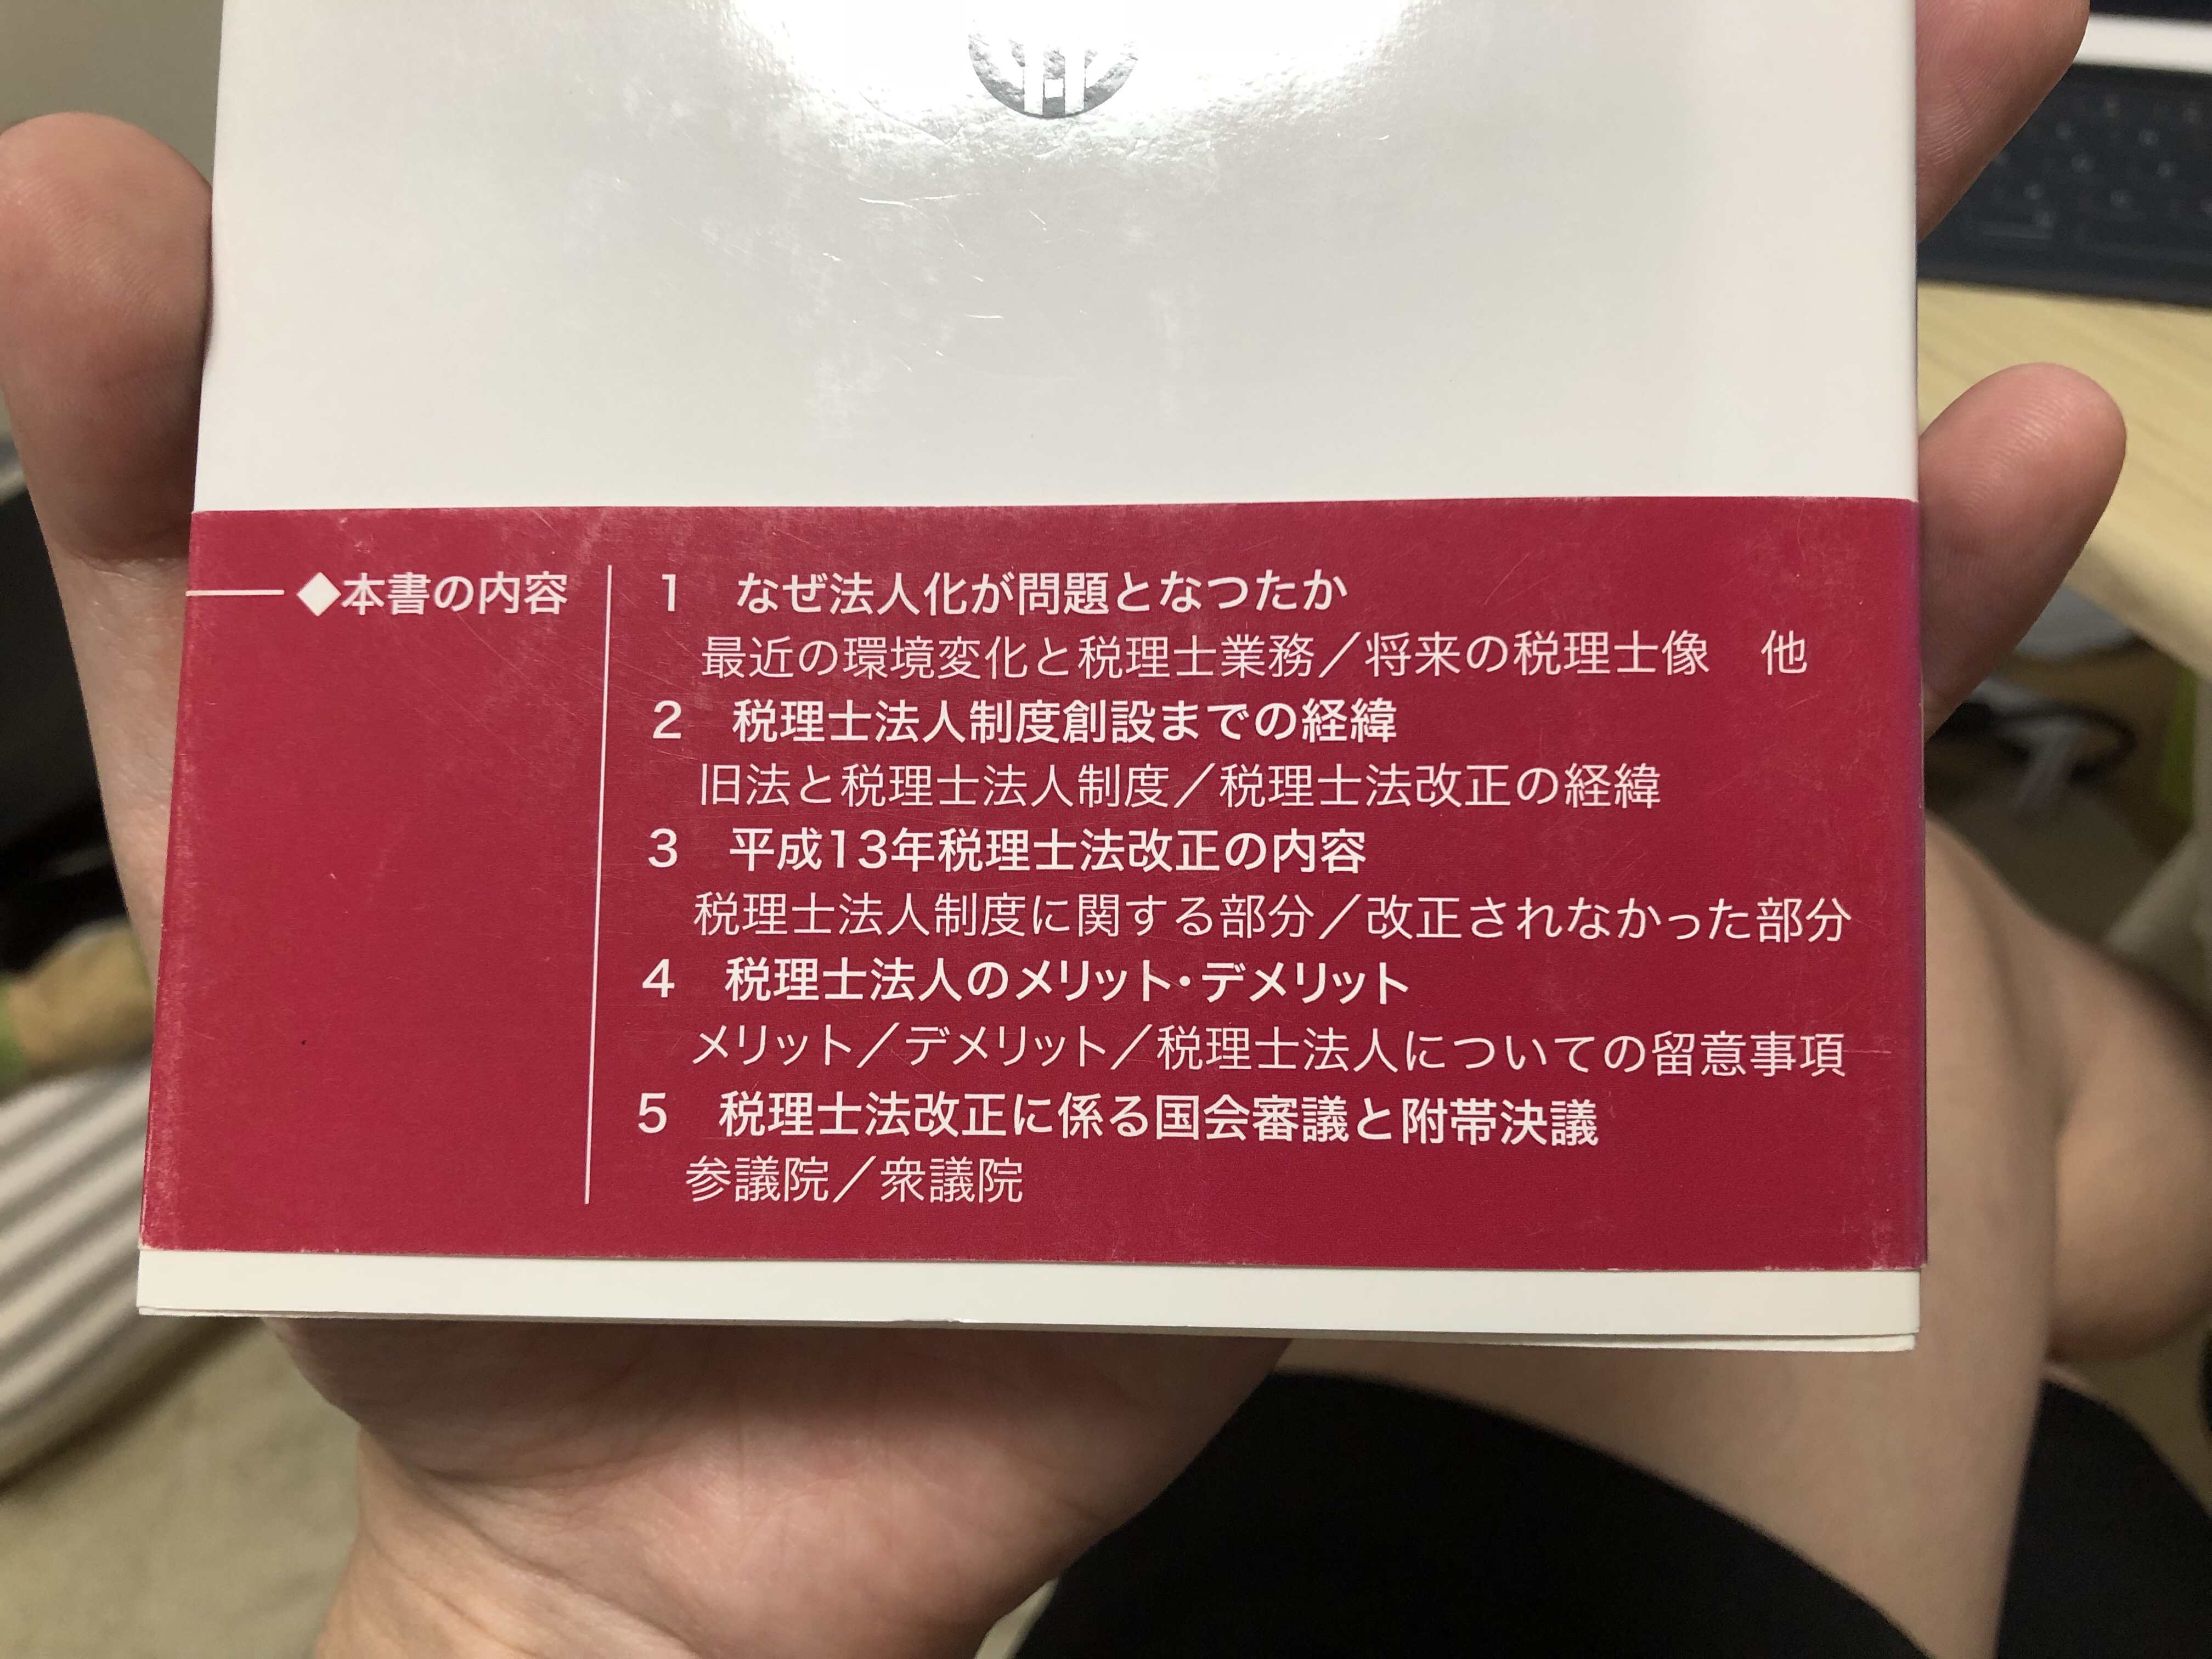 ◆本書の内容
1　なぜ法人化が問題となつたか
最近の環境変化と税理士業務／将来の税理士像　他
2　税理士法人制度創設までの経緯
旧法と税理士法人制度／税理士法改正の経緯
3　平成13年税理士法改正の内容
税理士法人制度に関する部分／改正されなかった部分
4　税理士法人のメリット・デメリット
メリット／デメリット／税理士法人についての留意事項
5　税理士法改正に係る国会審議と附帯決議
参議院／衆議院